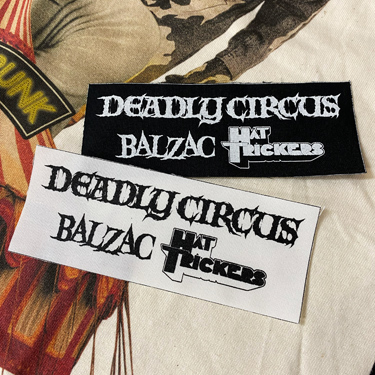 PUNK
DEADLY CIRCUS
BALZAC HAT TRICKERS
DEADLY CIRCUS
BALZAC HAT TRICKERS